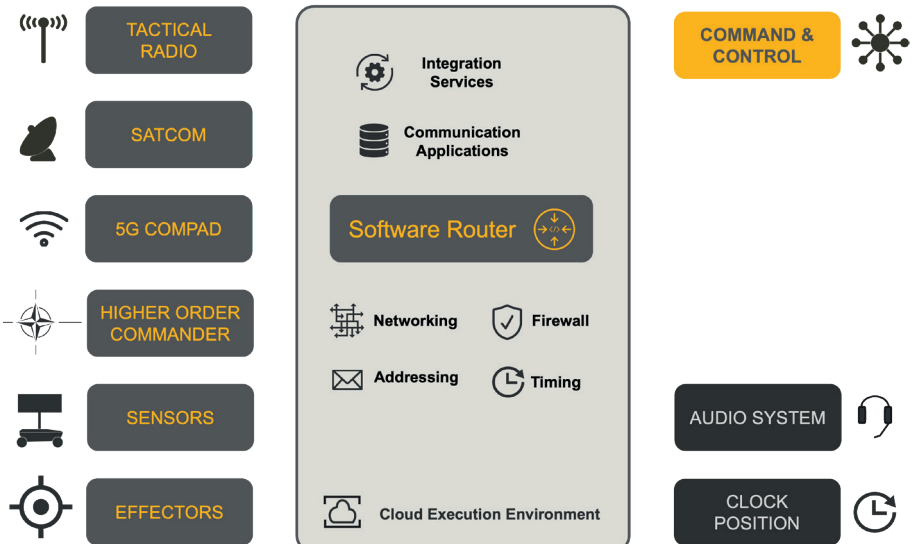 TACTICAL
RADIO
SATCOM
5G COMPAD
HIGHER ORDER
COMMANDER
SENSORS
EFFECTORS
Integration
Services
Communication
Applications
Software Router
</>
Networking
Firewall
Addressing
Timing
Cloud Execution Environment
COMMAND &
CONTROL
AUDIO SYSTEM
CLOCK
POSITION